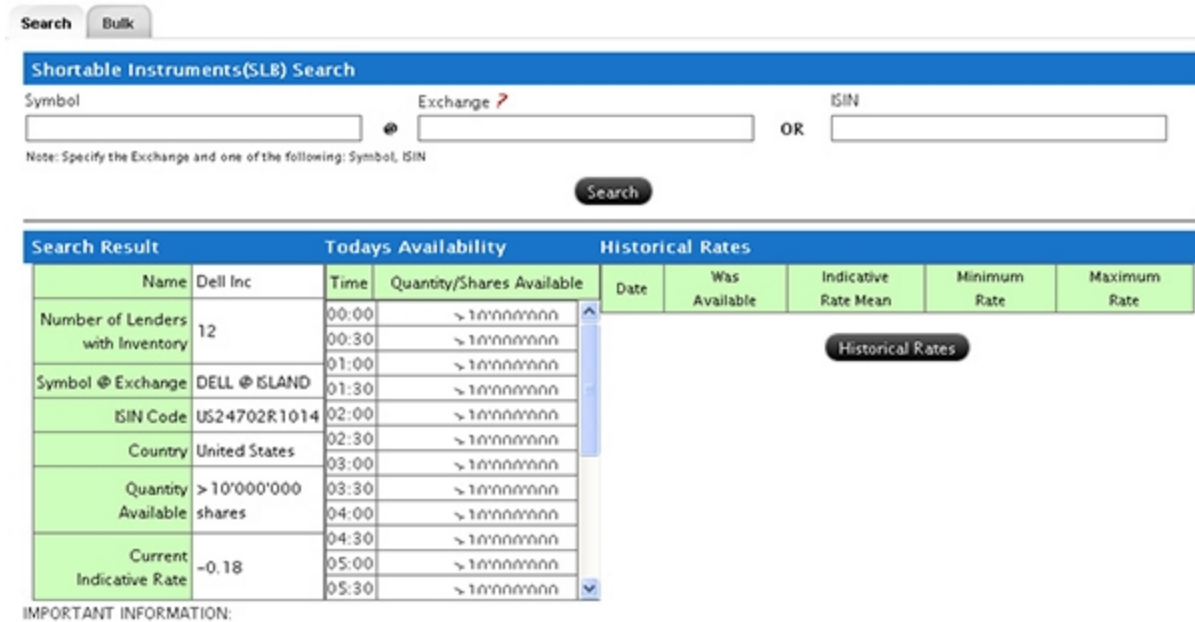 Search Bulk
Shortable Instruments(SLB) Search
Symbol Exchange ? ISIN
@ OR
Note: Specify the Exchange and one of the following: Symbol, ISIN
Search
Search Result Todays Availability Historical Rates
Name Dell Inc
Number of Lenders
with Inventory 12
Symbol @ Exchange DELL @ ISLAND
ISIN Code US24702R1014
Country United States
Quantity > 10'000'000
Available shares
Current
Indicative Rate -0.18
Time Quantity/Shares Available
00:00 > 10'000'000
00:30 > 10'000'000
01:00 > 10'000'000
01:30 > 10'000'000
02:00 > 10'000'000
02:30 > 10'000'000
03:00 > 10'000'000
03:30 > 10'000'000
04:00 > 10'000'000
04:30 > 10'000'000
05:00 > 10'000'000
05:30 > 10'000'000
Date Was Indicative Minimum Maximum
Available Rate Mean Rate Rate
Historical Rates
IMPORTANT INFORMATION: